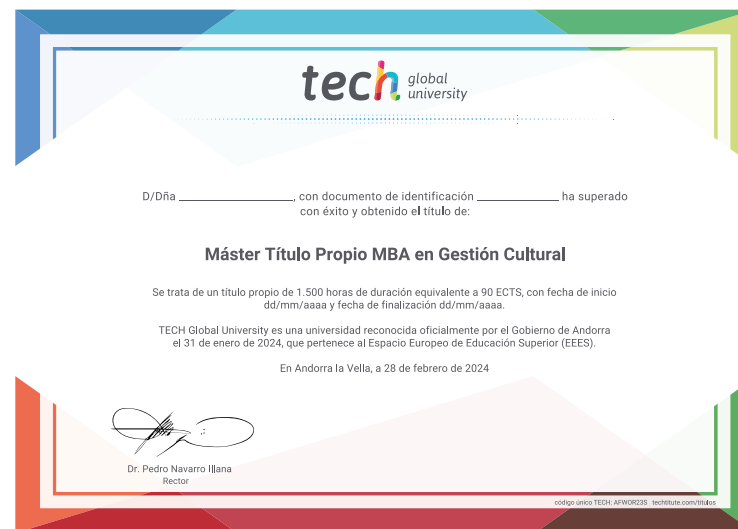 tech global
university
D/Dña ____________________, con documento de identificación ______________ ha superado
con éxito y obtenido el título de:
Máster Título Propio MBA en Gestión Cultural
Se trata de un título propio de 1.500 horas de duración equivalente a 90 ECTS, con fecha de inicio
dd/mm/aaaa y fecha de finalización dd/mm/aaaa.
TECH Global University es una universidad reconocida oficialmente por el Gobierno de Andorra
el 31 de enero de 2024, que pertenece al Espacio Europeo de Educación Superior (EEES).
En Andorra la Vella, a 28 de febrero de 2024
Dr. Pedro Navarro Illana
Rector
código único TECH: AFWOR23S techtitute.com/titulos